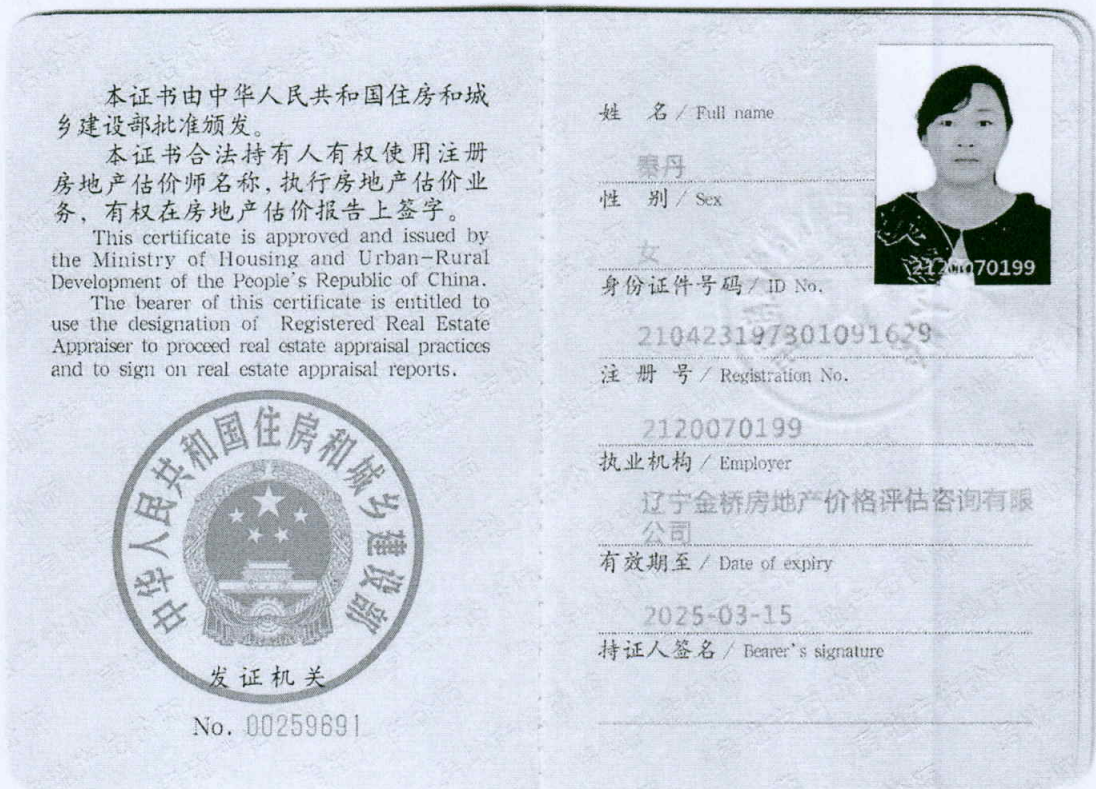 本证书由中华人民共和国住房和城
乡建设部批准颁发。
本证书合法持有人有权使用注册
房地产估价师名称，执行房地产估价业
务，有权在房地产估价报告上签字。
This certificate is approved and issued by
the Ministry of Housing and Urban-Rural
Development of the People's Republic of China.
The bearer of this certificate is entitled to
use the designation of Registered Real Estate
Appraiser to proceed real estate appraisal practices
and to sign on real estate appraisal reports.
中华人民共和国住房和城乡建设部
发证机关
No. 00259691
姓 名 / Full name
秦丹
性 别 / Sex
女
2120070199
身份证件号码 / ID No.
210423197301091629
注 册 号 / Registration No.
2120070199
执业机构 / Employer
辽宁金桥房地产价格评估咨询有限
公司
有效期至 / Date of expiry
2025-03-15
持证人签名 / Bearer's signature